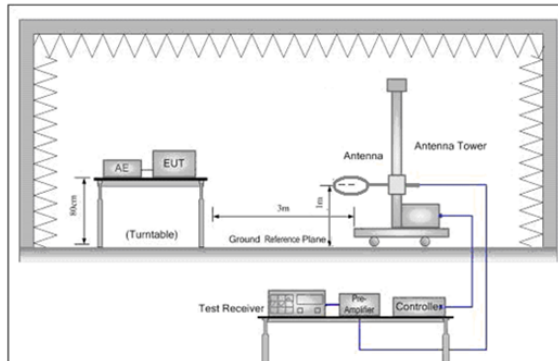 AE
EUT
80cm
(Turntable)
3m
1m
Ground Reference Plane
Antenna
Antenna Tower
Test Receiver
Pre-
Amplifier
Controller